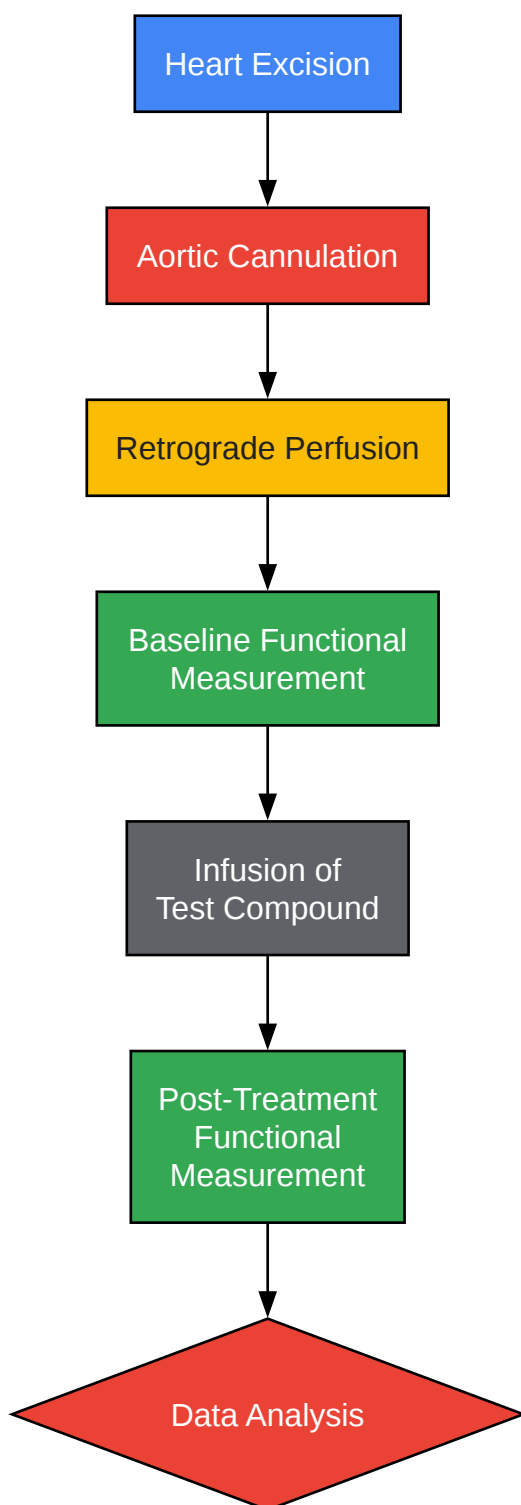 Heart Excision
Aortic Cannulation
Retrograde Perfusion
Baseline Functional
Measurement
Infusion of
Test Compound
Post-Treatment
Functional
Measurement
Data Analysis